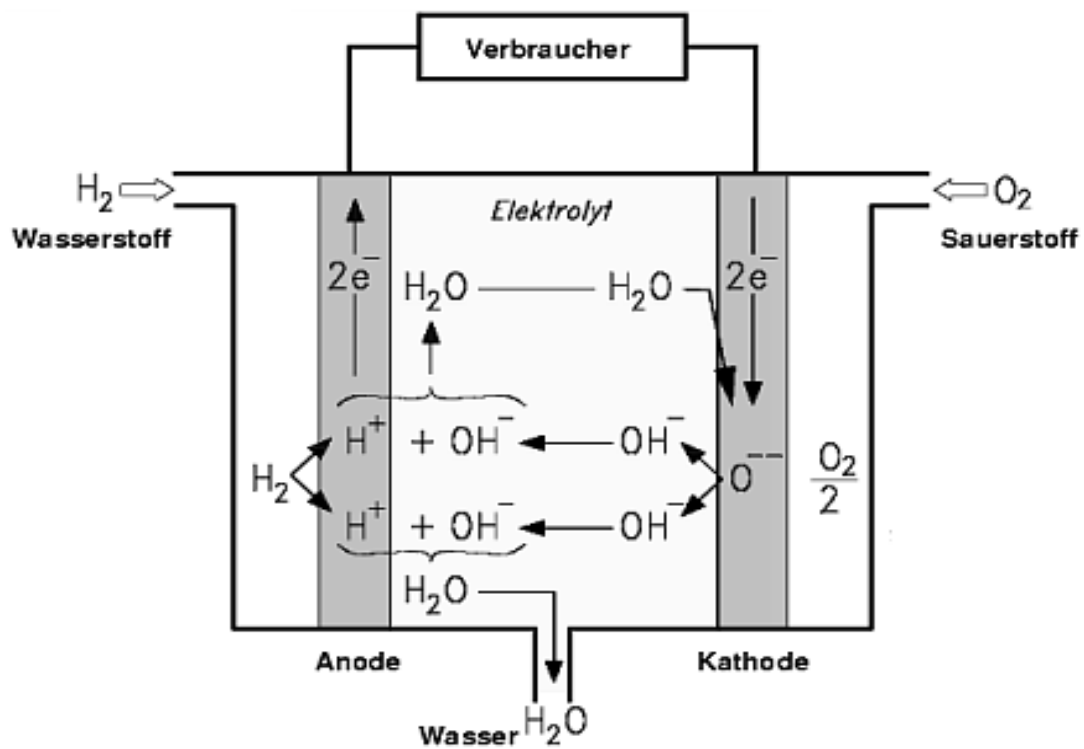 Verbraucher
H₂ O₂
Wasserstoff Elektrolyt Sauerstoff
2e⁻ H₂O H₂O 2e⁻
H⁺ + OH⁻ OH⁻
H₂ O⁻⁻ O₂/2
H⁺ + OH⁻ OH⁻
H₂O
Anode Kathode
Wasser H₂O